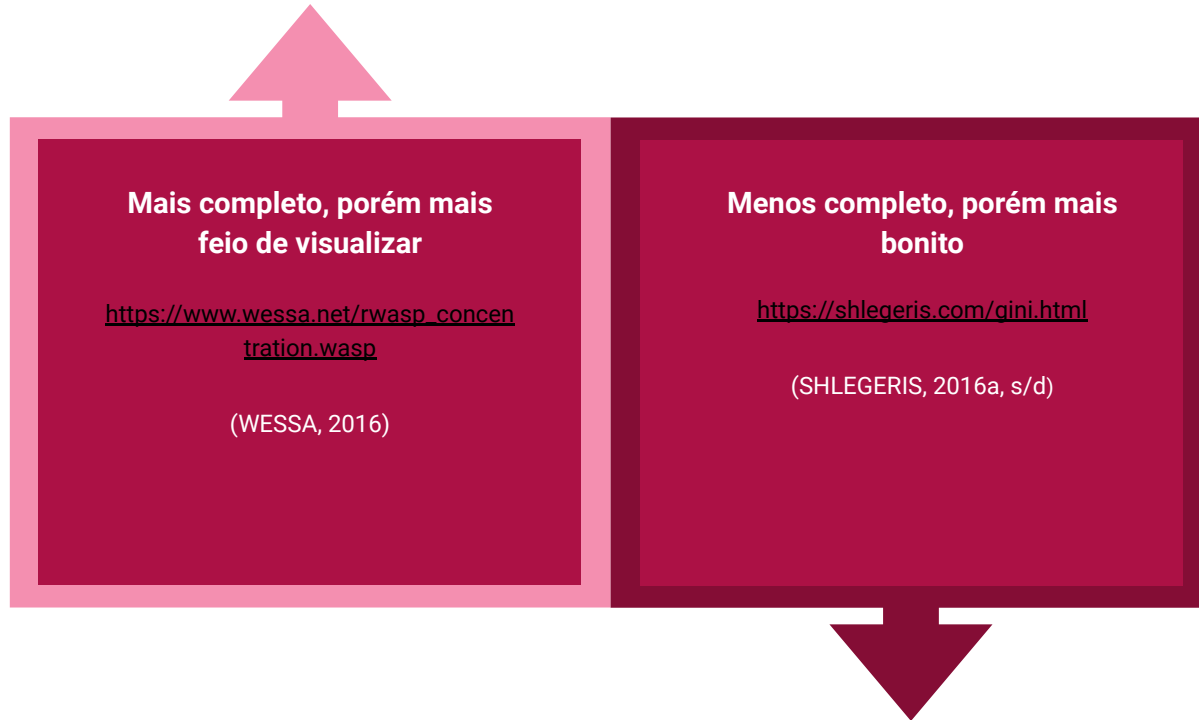 Mais completo, porém mais
feio de visualizar
https://www.wessa.net/rwasp_concen
tration.wasp
(WESSA, 2016)
Menos completo, porém mais
bonito
https://shlegeris.com/gini.html
(SHLEGERIS, 2016a, s/d)